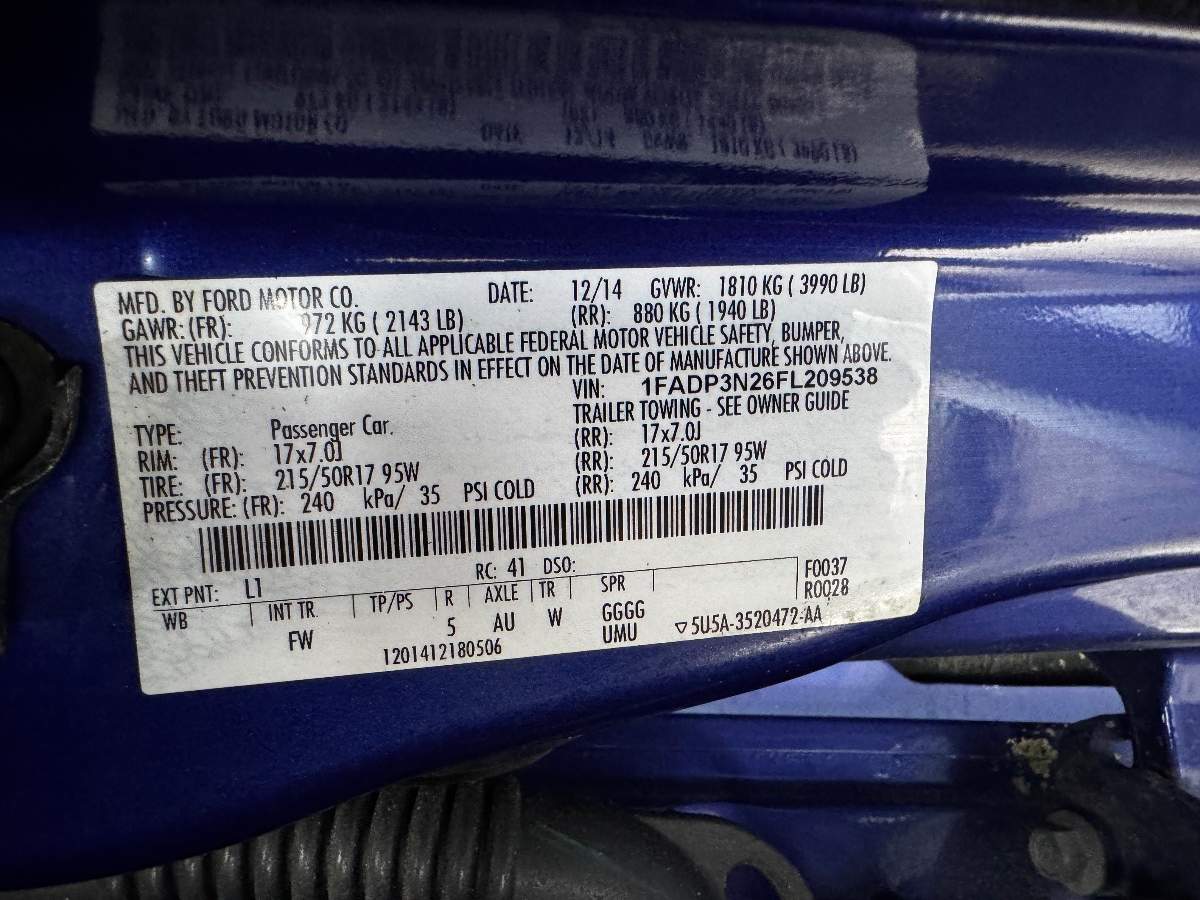 MFD. BY FORD MOTOR CO. DATE: 12/14 GVWR: 1810 KG ( 3990 LB)
GAWR: (FR): 972 KG ( 2143 LB) (RR): 880 KG ( 1940 LB)
THIS VEHICLE CONFORMS TO ALL APPLICABLE FEDERAL MOTOR VEHICLE SAFETY, BUMPER,
AND THEFT PREVENTION STANDARDS IN EFFECT ON THE DATE OF MANUFACTURE SHOWN ABOVE.
VIN: 1FADP3N26FL209538
TYPE: Passenger Car. TRAILER TOWING - SEE OWNER GUIDE
RIM: (FR): 17x7.0J (RR): 17x7.0J
TIRE: (FR): 215/50R17 95W (RR): 215/50R17 95W
PRESSURE: (FR): 240 kPa/ 35 PSI COLD (RR): 240 kPa/ 35 PSI COLD
EXT PNT: L1 RC: 41 DSO: F0037
WB INT TR TP/PS R AXLE TR SPR R0028
FW 5 AU W GGGG
UMU ▽5U5A-3520472-AA
1201412180506